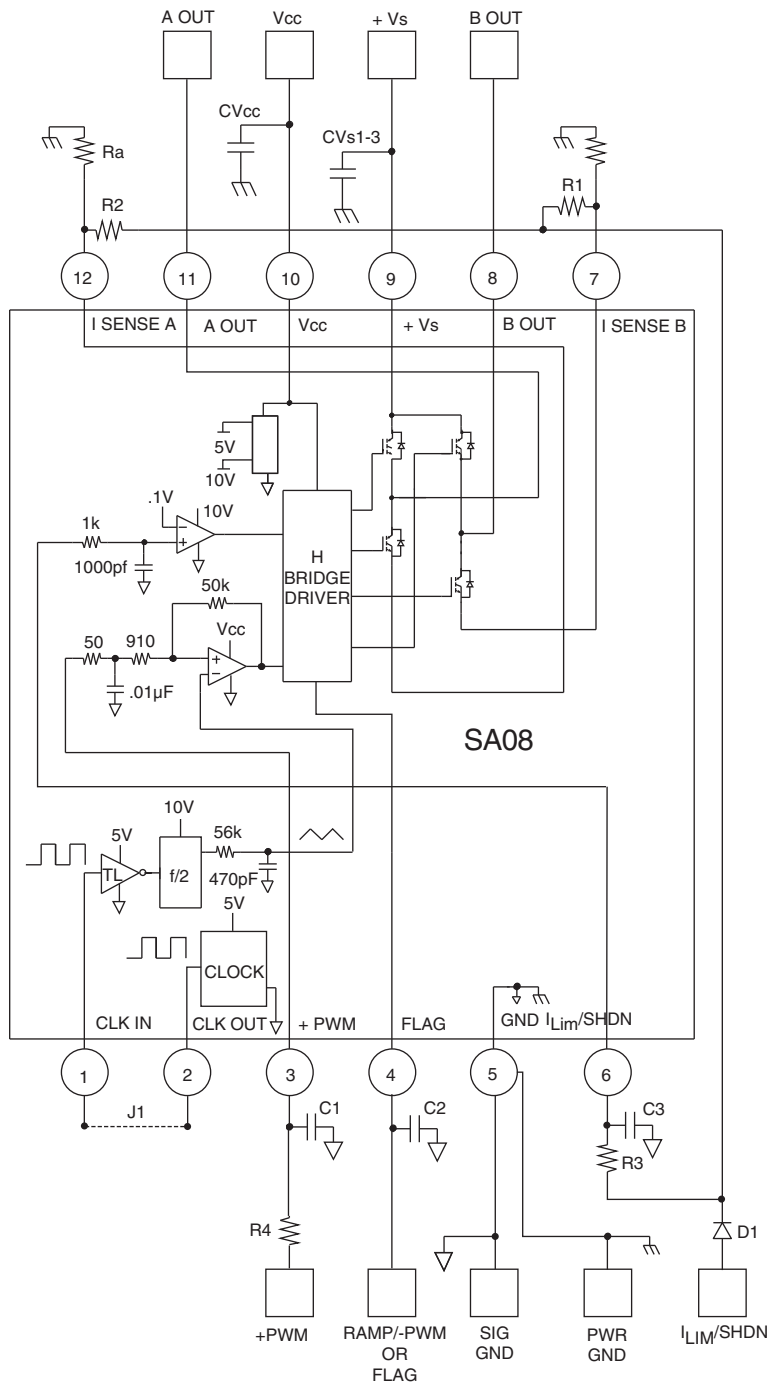 A OUT
Vcc
+ Vs
B OUT
CVcc
CVs1-3
Ra
R2
R1
12
11
10
9
8
7
I SENSE A
A OUT
Vcc
+ Vs
B OUT
I SENSE B
5V
10V
.1V
10V
1k
1000pf
H
BRIDGE
DRIVER
50k
50
910
Vcc
.01µF
SA08
10V
5V
56k
TL
f/2
470pF
5V
CLOCK
CLK IN
CLK OUT
+ PWM
FLAG
GND
ILim/SHDN
1
2
3
4
5
6
J1
C1
C2
C3
R3
R4
D1
+PWM
RAMP/-PWM
OR
FLAG
SIG
GND
PWR
GND
ILIM/SHDN